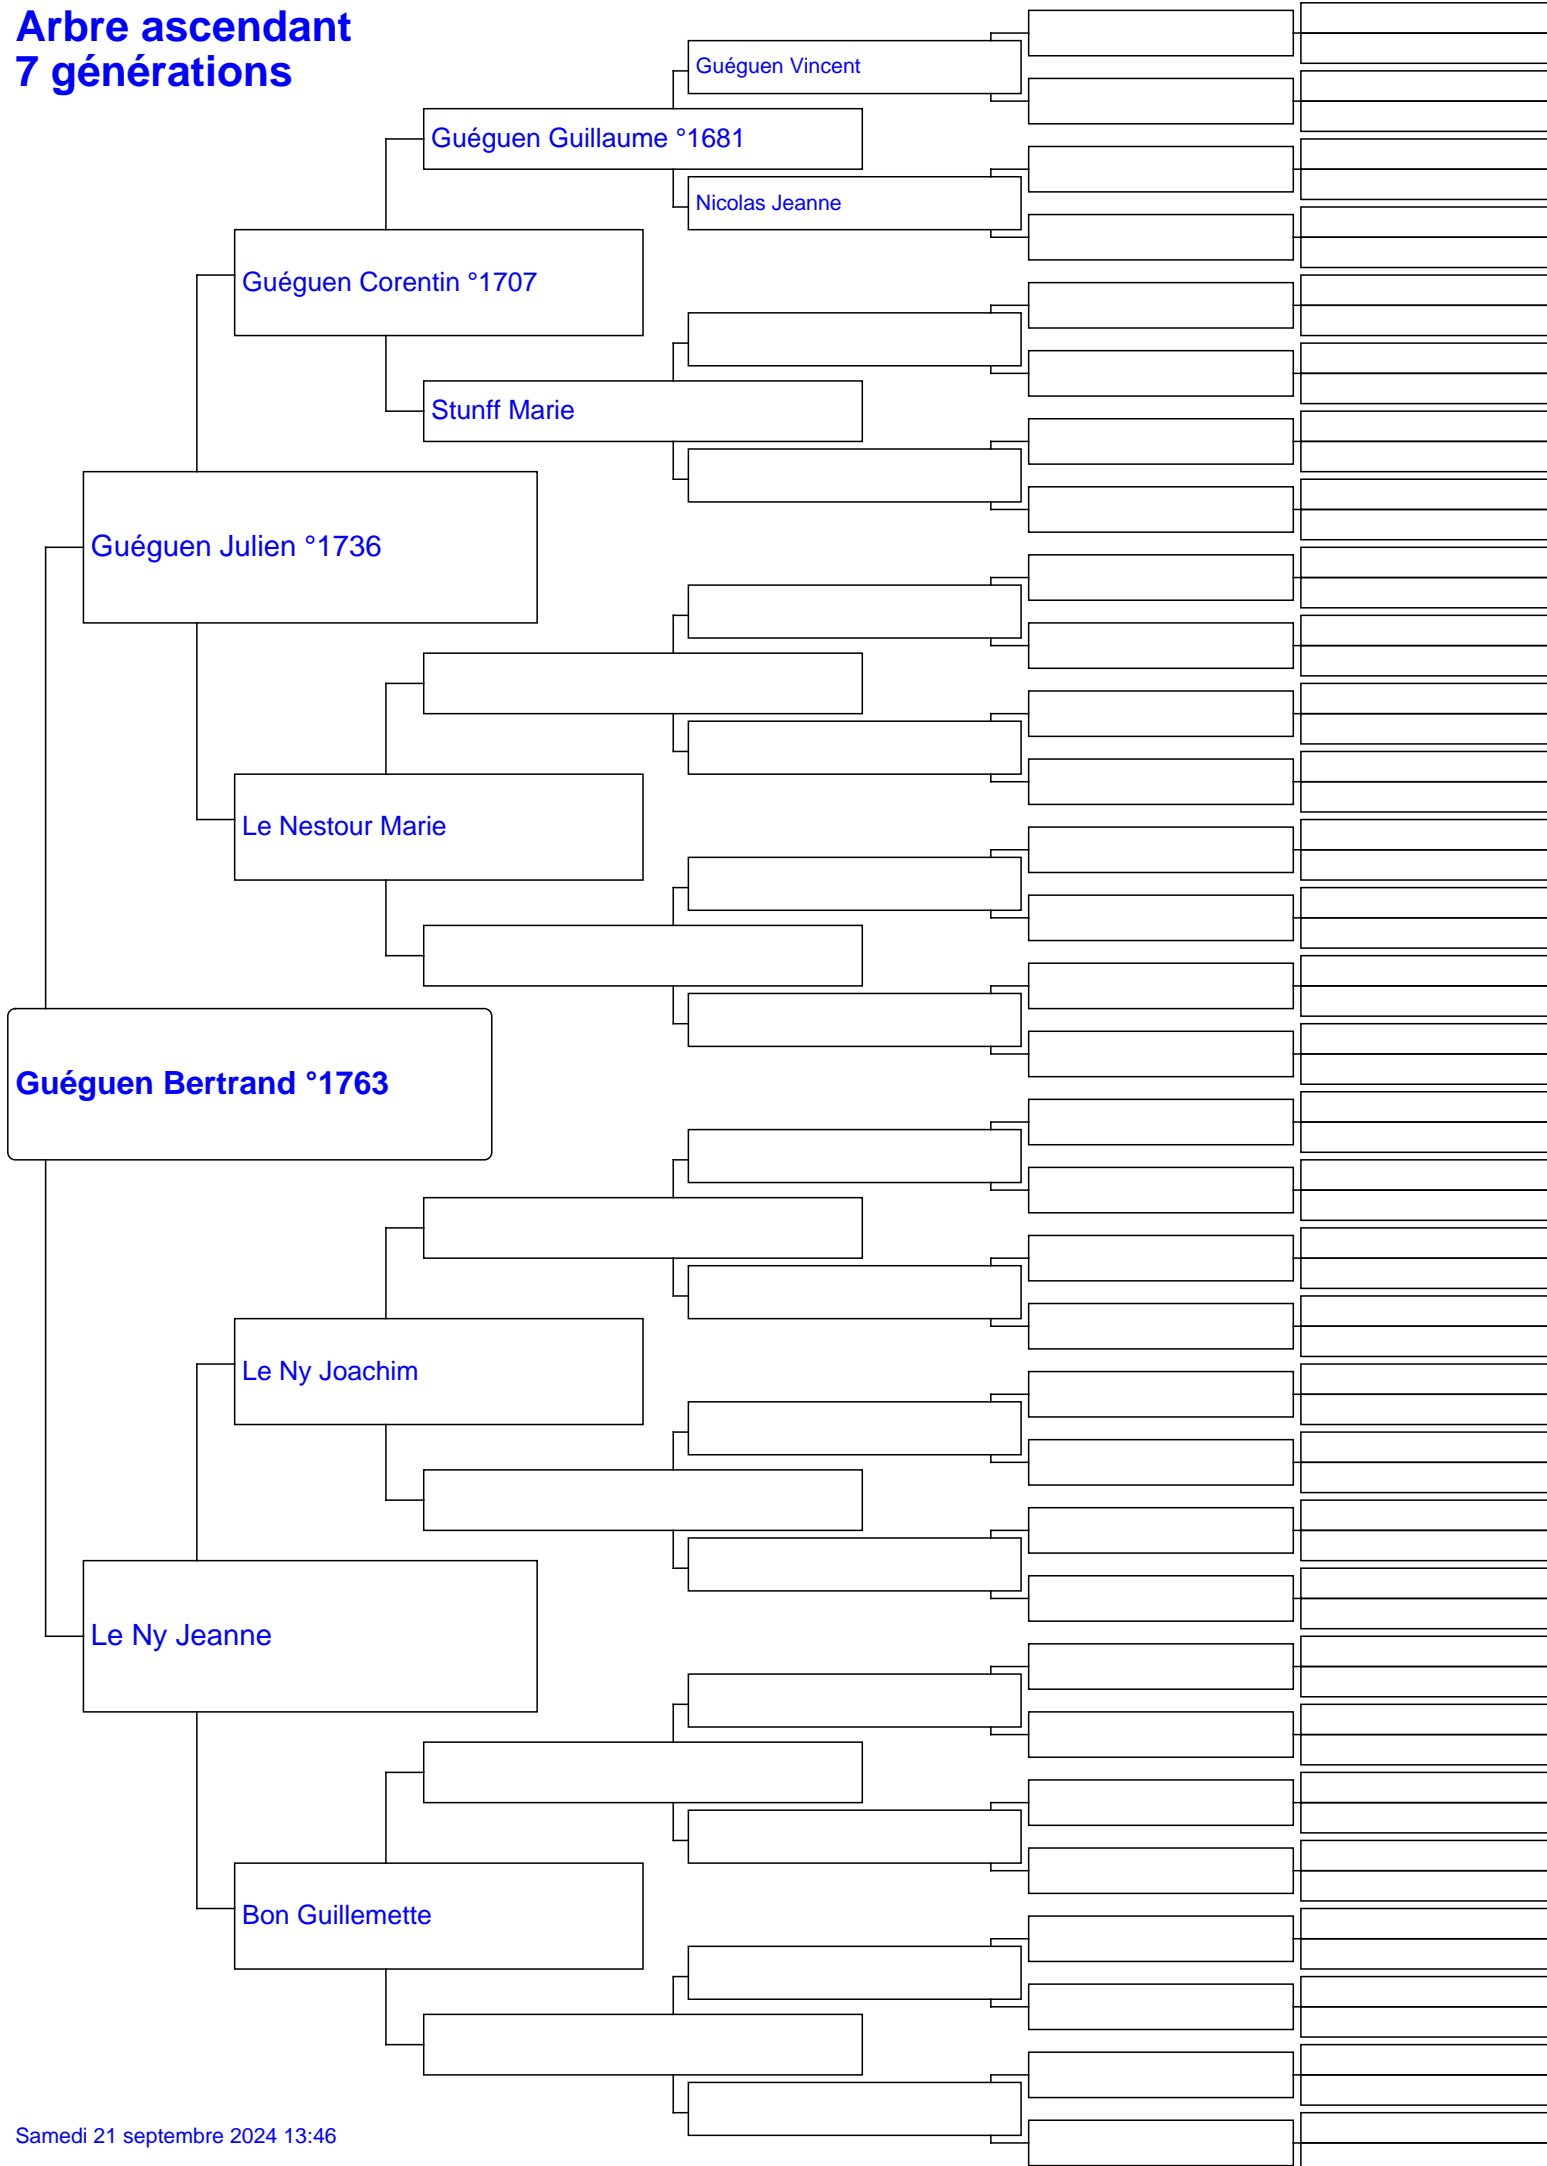 Arbre ascendant
7 générations
Guéguen Vincent
Guéguen Guillaume °1681
Nicolas Jeanne
Guéguen Corentin °1707
Stunff Marie
Guéguen Julien °1736
Le Nestour Marie
Guéguen Bertrand °1763
Le Ny Joachim
Le Ny Jeanne
Bon Guillemette
Samedi 21 septembre 2024 13:46